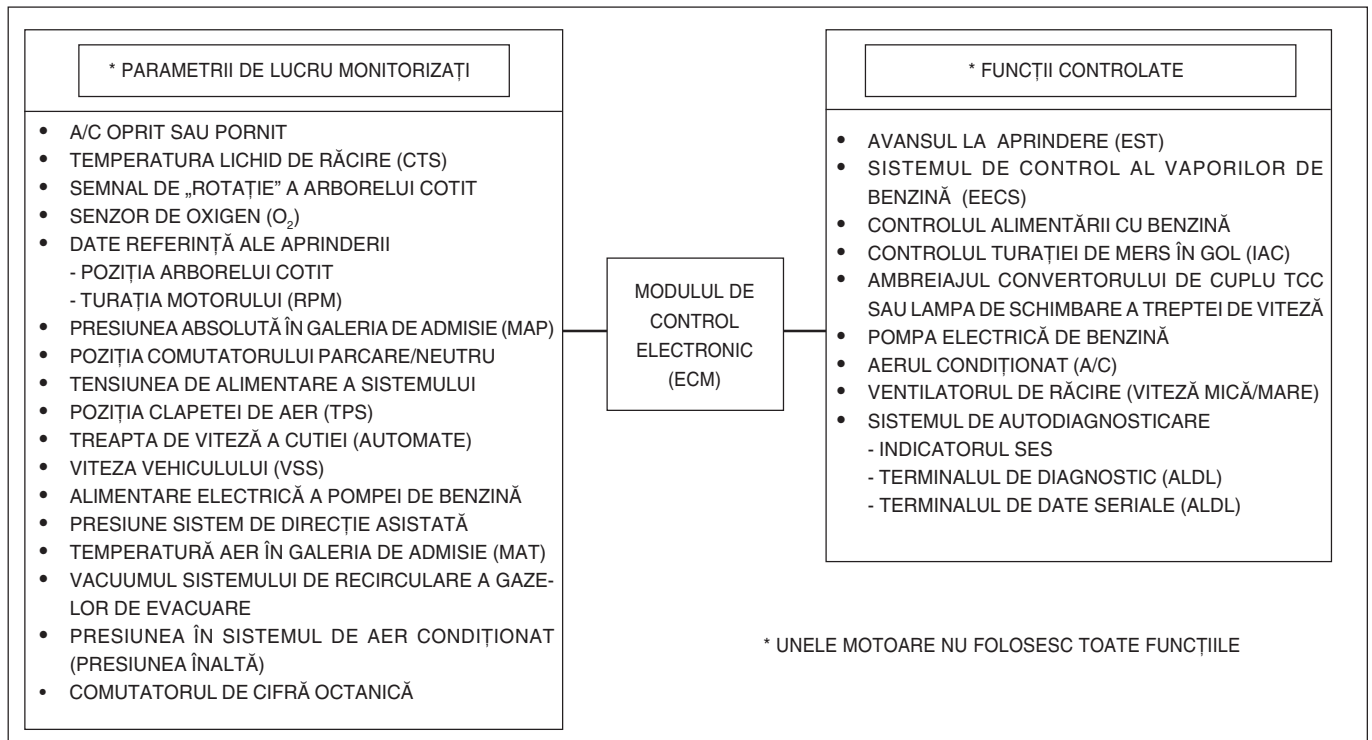 * PARAMETRII DE LUCRU MONITORIZAȚI
• A/C OPRIT SAU PORNIT
• TEMPERATURA LICHID DE RĂCIRE (CTS)
• SEMNAL DE „ROTAȚIE” A ARBORELUI COTIT
• SENZOR DE OXIGEN (O₂)
• DATE REFERINȚĂ ALE APRINDERII
- POZIȚIA ARBORELUI COTIT
- TURAȚIA MOTORULUI (RPM)
• PRESIUNEA ABSOLUTĂ ÎN GALERIA DE ADMISIE (MAP)
• POZIȚIA COMUTATORULUI PARCARE/NEUTRU
• TENSIUNEA DE ALIMENTARE A SISTEMULUI
• POZIȚIA CLAPETEI DE AER (TPS)
• TREAPTA DE VITEZĂ A CUTIEI (AUTOMATE)
• VITEZA VEHICULULUI (VSS)
• ALIMENTARE ELECTRICĂ A POMPEI DE BENZINĂ
• PRESIUNE SISTEM DE DIRECȚIE ASISTATĂ
• TEMPERATURĂ AER ÎN GALERIA DE ADMISIE (MAT)
• VACUUMUL SISTEMULUI DE RECIRCULARE A GAZE-
LOR DE EVACUARE
• PRESIUNEA ÎN SISTEMUL DE AER CONDIȚIONAT
(PRESIUNEA ÎNALTĂ)
• COMUTATORUL DE CIFRĂ OCTANICĂ
MODULUL DE
CONTROL
ELECTRONIC
(ECM)
* FUNCȚII CONTROLATE
• AVANSUL LA APRINDERE (EST)
• SISTEMUL DE CONTROL AL VAPORILOR DE
BENZINĂ (EECS)
• CONTROLUL ALIMENTĂRII CU BENZINĂ
• CONTROLUL TURAȚIEI DE MERS ÎN GOL (IAC)
• AMBREIAJUL CONVERTORULUI DE CUPLU TCC
SAU LAMPA DE SCHIMBARE A TREPTEI DE VITEZĂ
• POMPA ELECTRICĂ DE BENZINĂ
• AERUL CONDIȚIONAT (A/C)
• VENTILATORUL DE RĂCIRE (VITEZĂ MICĂ/MARE)
• SISTEMUL DE AUTODIAGNOSTICARE
- INDICATORUL SES
- TERMINALUL DE DIAGNOSTIC (ALDL)
- TERMINALUL DE DATE SERIALE (ALDL)
* UNELE MOTOARE NU FOLOSESC TOATE FUNCȚIILE